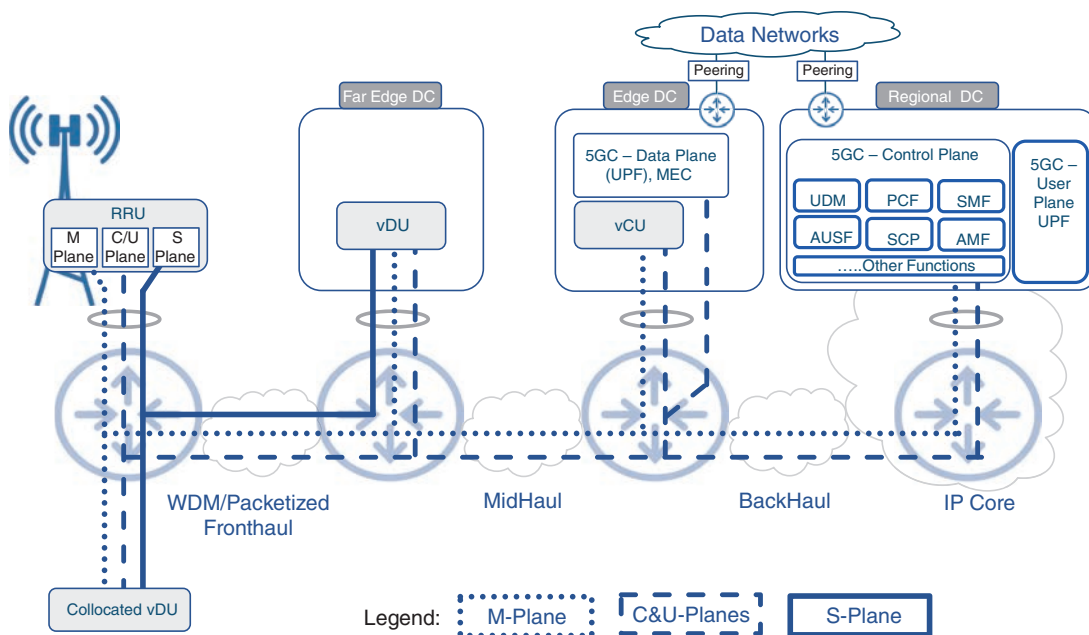 Data Networks
Peering
Peering
Far Edge DC
Edge DC
Regional DC
RRU
M
Plane
C/U
Plane
S
Plane
vDU
5GC – Data Plane
(UPF), MEC
vCU
5GC – Control Plane
UDM
PCF
SMF
AUSF
SCP
AMF
.....Other Functions
5GC –
User
Plane
UPF
WDM/Packetized
Fronthaul
MidHaul
BackHaul
IP Core
Collocated vDU
Legend:
M-Plane
C&U-Planes
S-Plane